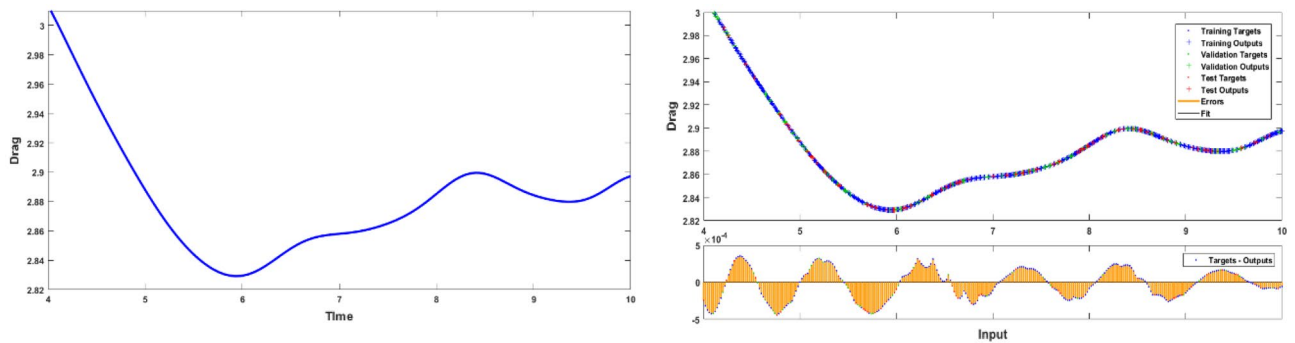 3
2.98
2.96
2.94
2.92
2.9
2.88
2.86
2.84
2.82
Drag
4 5 6 7 8 9 10
TIme
3
2.98
2.96
2.94
2.92
2.9
2.88
2.86
2.84
2.82
Drag
Training Targets
Training Outputs
Validation Targets
Validation Outputs
Test Targets
Test Outputs
Errors
Fit
4 5 6 7 8 9 10
×10⁻⁴
5
0
-5
Targets - Outputs
Input